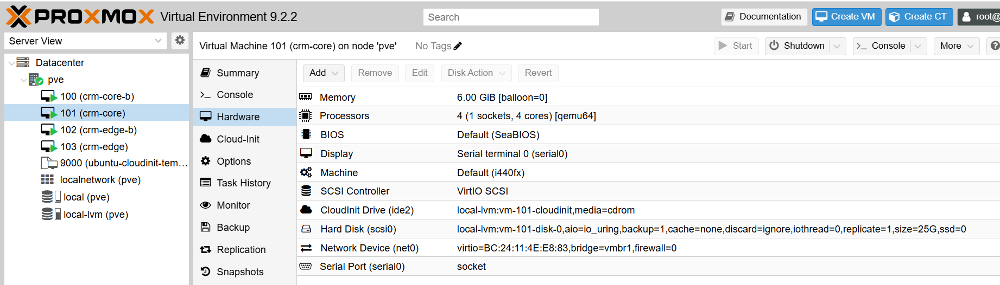 PROXMOX Virtual Environment 9.2.2 Search Documentation Create VM Create CT root@
Server View
Virtual Machine 101 (crm-core) on node 'pve' No Tags Start Shutdown Console More
Datacenter
pve
100 (crm-core-b)
101 (crm-core)
102 (crm-edge-b)
103 (crm-edge)
9000 (ubuntu-cloudinit-tem…
localnetwork (pve)
local (pve)
local-lvm (pve)
Summary
Console
Hardware
Cloud-Init
Options
Task History
Monitor
Backup
Replication
Snapshots
Add Remove Edit Disk Action Revert
Memory 6.00 GiB [balloon=0]
Processors 4 (1 sockets, 4 cores) [qemu64]
BIOS Default (SeaBIOS)
Display Serial terminal 0 (serial0)
Machine Default (i440fx)
SCSI Controller VirtIO SCSI
CloudInit Drive (ide2) local-lvm:vm-101-cloudinit,media=cdrom
Hard Disk (scsi0) local-lvm:vm-101-disk-0,aio=io_uring,backup=1,cache=none,discard=ignore,iothread=0,replicate=1,size=25G,ssd=0
Network Device (net0) virtio=BC:24:11:4E:E8:83,bridge=vmbr1,firewall=0
Serial Port (serial0) socket